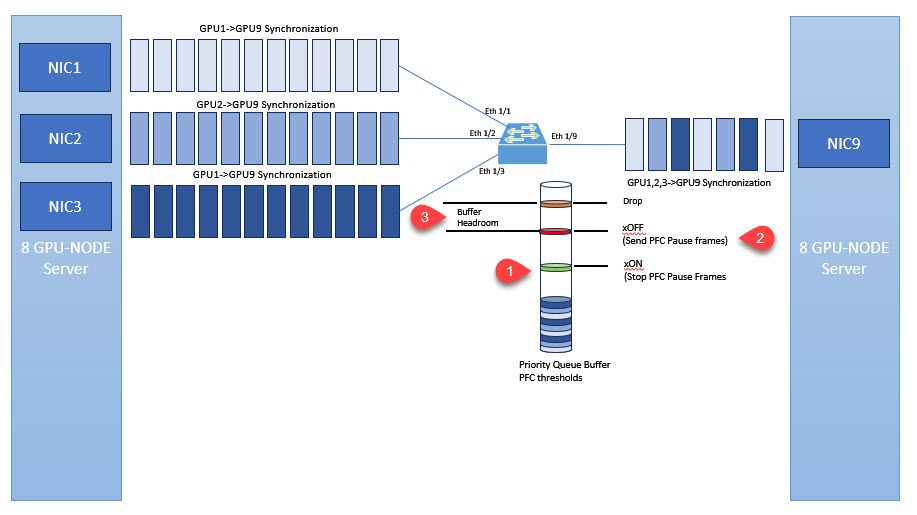 GPU1->GPU9 Synchronization
NIC1
GPU2->GPU9 Synchronization
Eth 1/1
NIC2
Eth 1/2
Eth 1/9
NIC9
GPU1->GPU9 Synchronization
Eth 1/3
GPU1,2,3->GPU9 Synchronization
NIC3
3
Buffer
Headroom
Drop
xOFF
(Send PFC Pause frames)
2
8 GPU-NODE
Server
8 GPU-NODE
Server
1
xON
(Stop PFC Pause Frames
Priority Queue Buffer
PFC thresholds